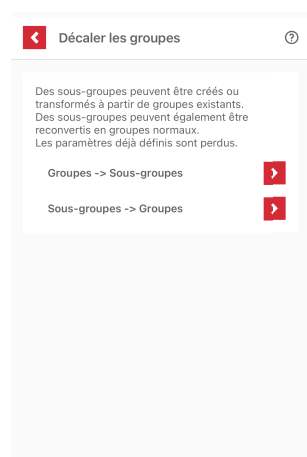 Décaler les groupes
Des sous-groupes peuvent être créés ou
transformés à partir de groupes existants.
Des sous-groupes peuvent également être
reconvertis en groupes normaux.
Les paramètres déjà définis sont perdus.
Groupes -> Sous-groupes
Sous-groupes -> Groupes